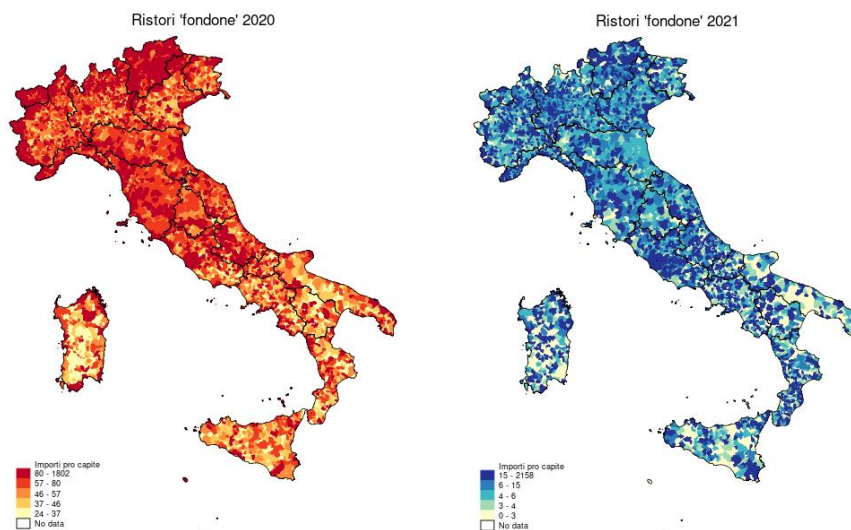 Ristori 'fondone' 2020
Importi pro capite
80 - 1802
57 - 80
46 - 57
37 - 46
24 - 37
No data
Ristori 'fondone' 2021
Importi pro capite
15 - 2158
6 - 15
4 - 6
3 - 4
0 - 3
No data